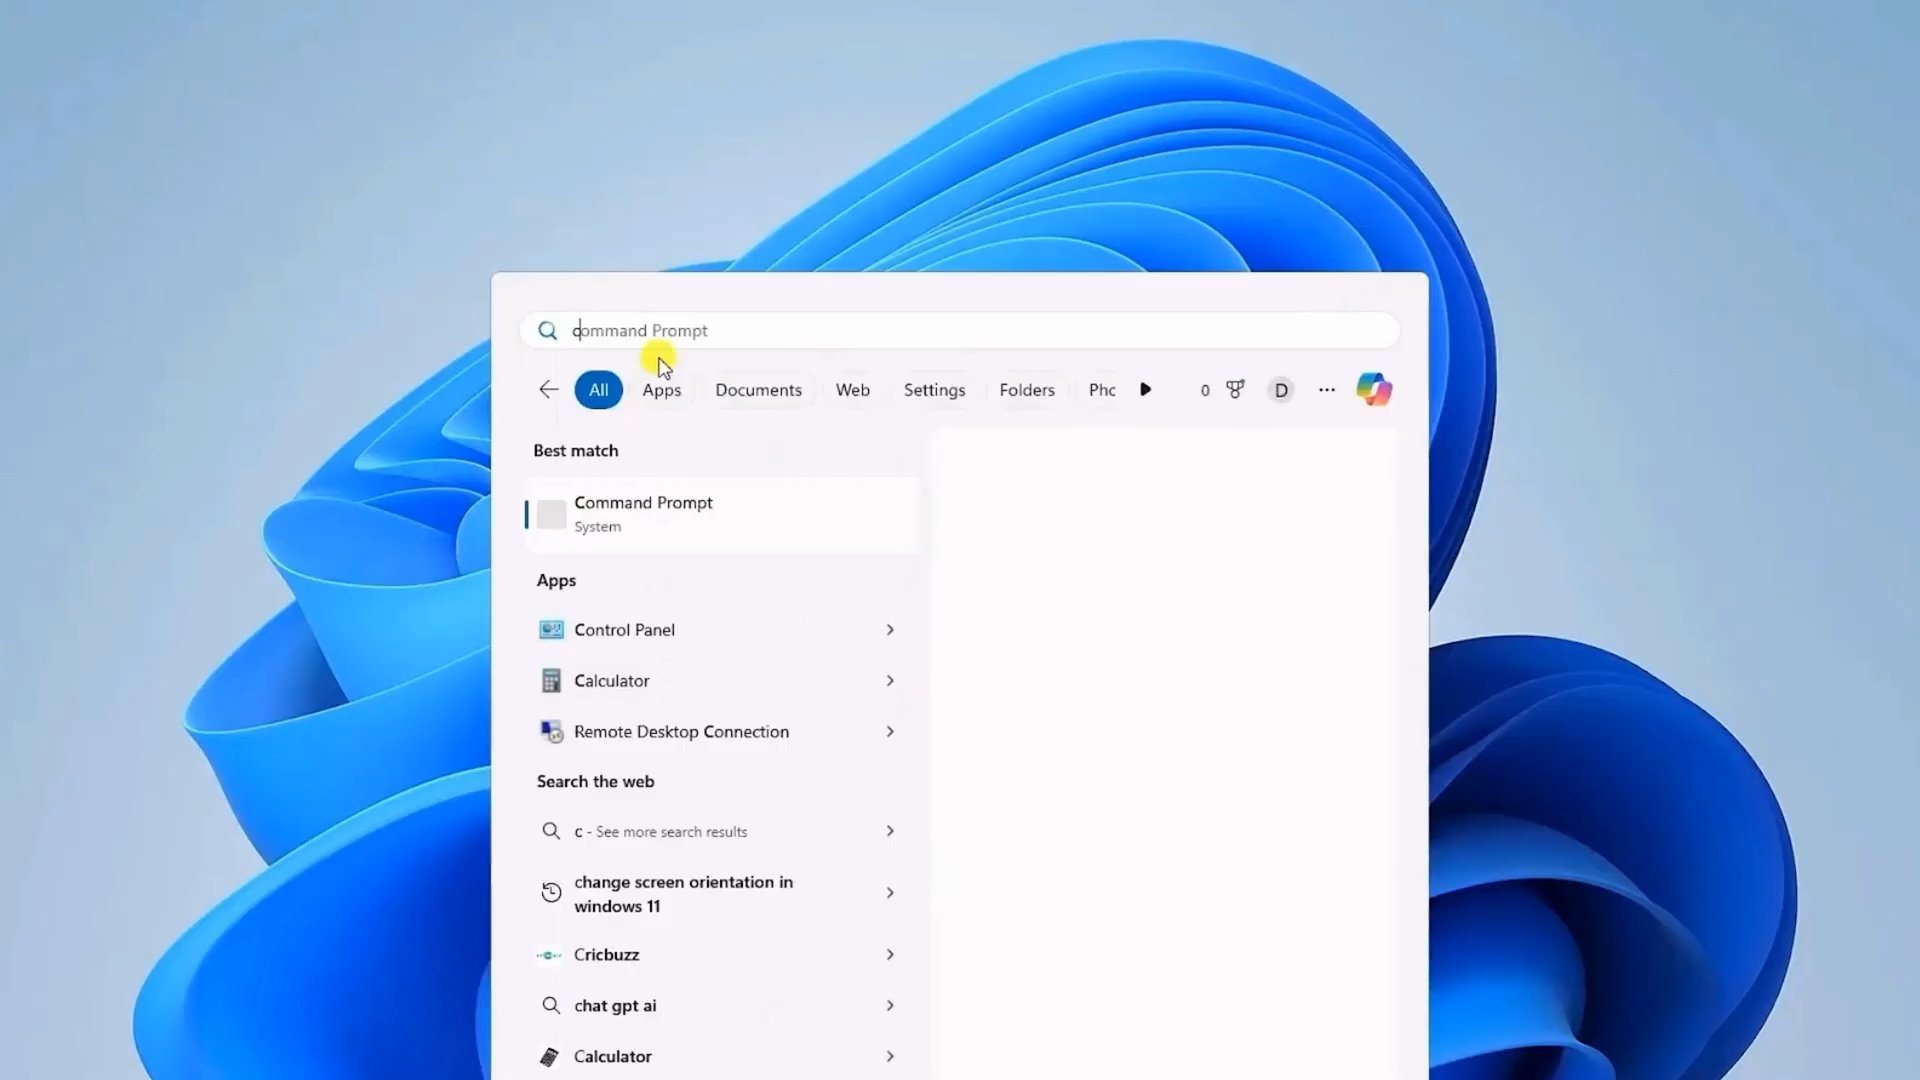 command Prompt
All Apps Documents Web Settings Folders Phc 0 D ...
Best match
Command Prompt
System
Apps
Control Panel
Calculator
Remote Desktop Connection
Search the web
c - See more search results
change screen orientation in
windows 11
Cricbuzz
chat gpt ai
Calculator